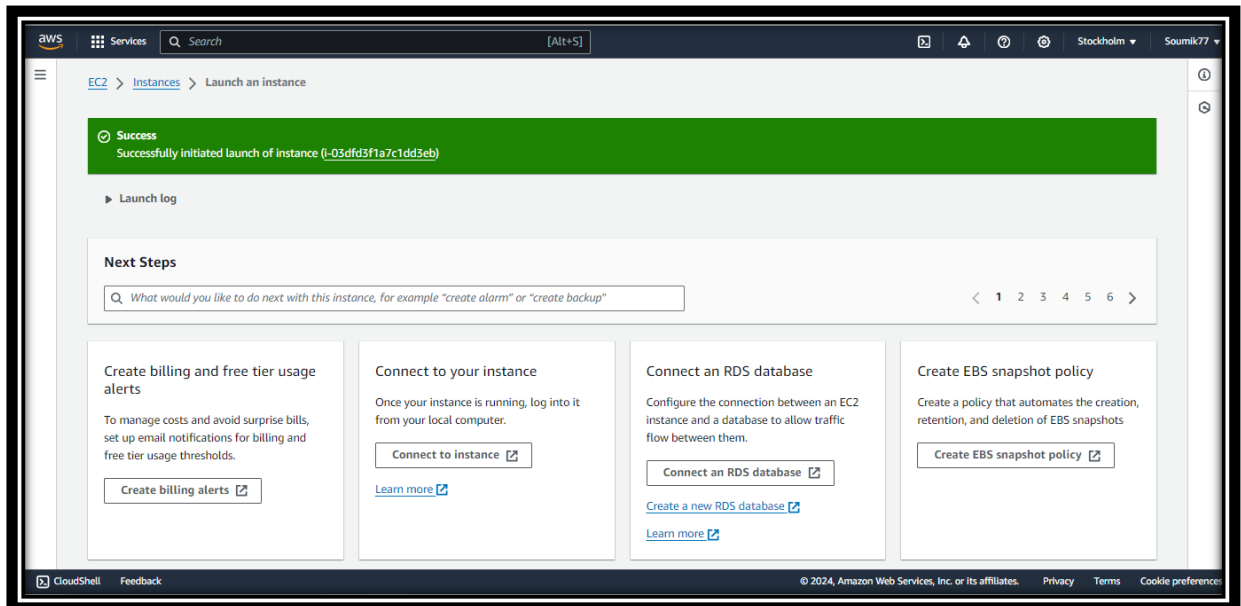 aws Services Search [Alt+S] Stockholm Soumik77
EC2 > Instances > Launch an instance
Success
Successfully initiated launch of instance (i-03dfd3f1a7c1dd3eb)
Launch log
Next Steps
What would you like to do next with this instance, for example "create alarm" or "create backup"
1 2 3 4 5 6
Create billing and free tier usage
alerts
To manage costs and avoid surprise bills,
set up email notifications for billing and
free tier usage thresholds.
Create billing alerts
Connect to your instance
Once your instance is running, log into it
from your local computer.
Connect to instance
Learn more
Connect an RDS database
Configure the connection between an EC2
instance and a database to allow traffic
flow between them.
Connect an RDS database
Create a new RDS database
Learn more
Create EBS snapshot policy
Create a policy that automates the creation,
retention, and deletion of EBS snapshots
Create EBS snapshot policy
CloudShell Feedback © 2024, Amazon Web Services, Inc. or its affiliates. Privacy Terms Cookie preferences